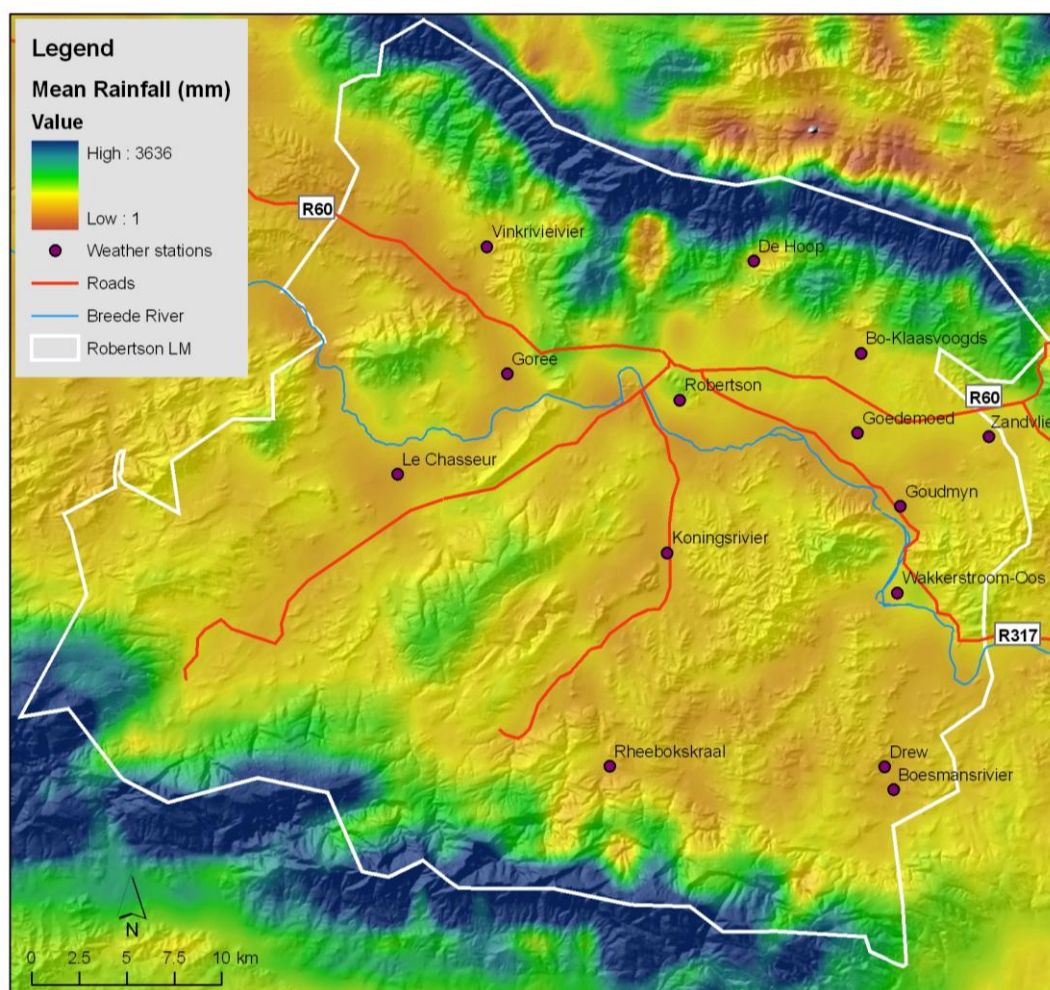 Legend
Mean Rainfall (mm)
Value
High : 3636
Low : 1
Weather stations
Roads
Breede River
Robertson LM
R60
Vinkrivieivier
De Hoop
Bo-Klaasvoogds
Goree
Robertson
R60
Goedemoed
Zandvlie
Le Chasseur
Goudmyn
Koningsrivier
Wakkerstroom-Oos
R317
Rheebokskraal
Drew
Boesmansrivier
N
0 2.5 5 7.5 10 km